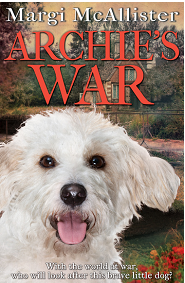 Margi McAllister
ARCHIE'S
WAR
With the world at war,
who will look after this brave little dog?